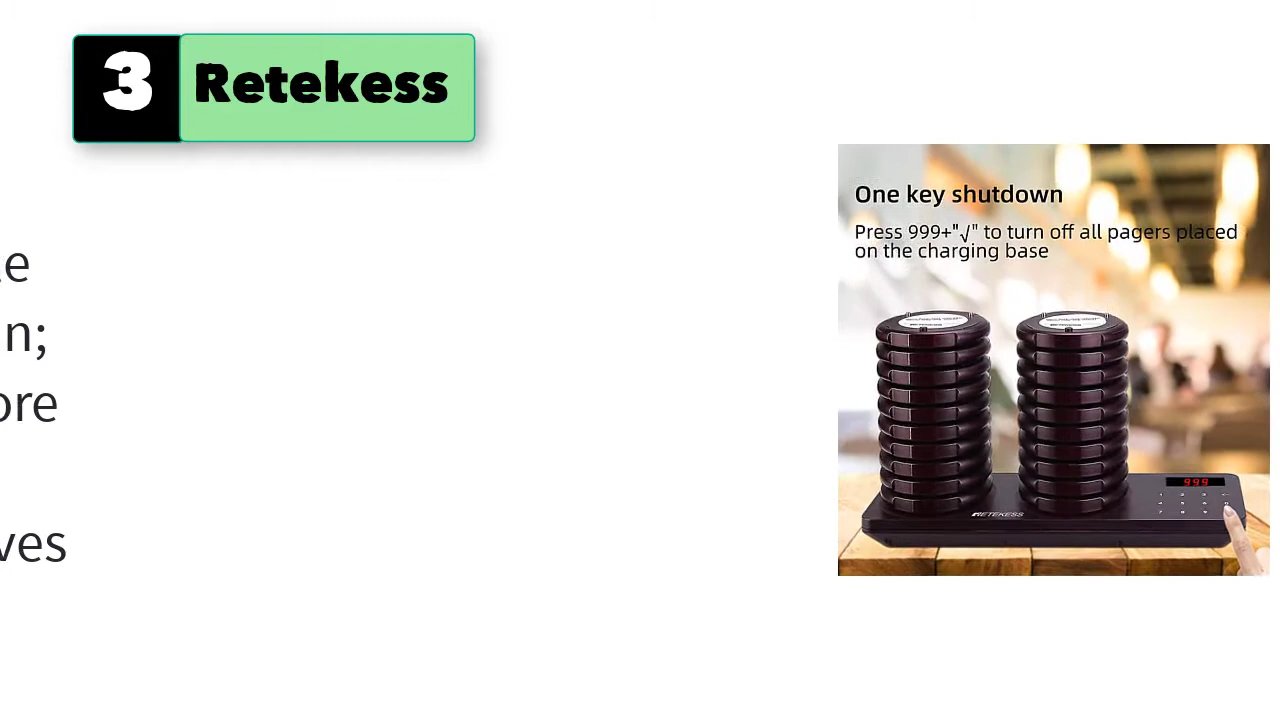 3 Retekess
e
n;
ore
ves
One key shutdown
Press 999+"√" to turn off all pagers placed
on the charging base
999
RETEKESS